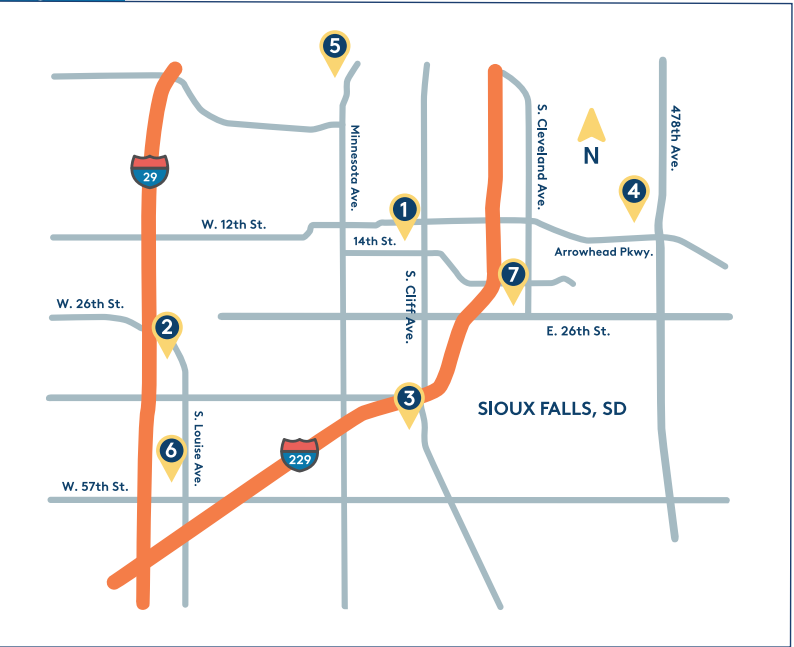 5
Minnesota Ave.
S. Cleveland Ave.
478th Ave.
N
29
4
1
W. 12th St.
14th St.
Arrowhead Pkwy.
7
S. Cliff Ave.
W. 26th St.
2
E. 26th St.
3
SIOUX FALLS, SD
S. Louise Ave.
6
229
W. 57th St.